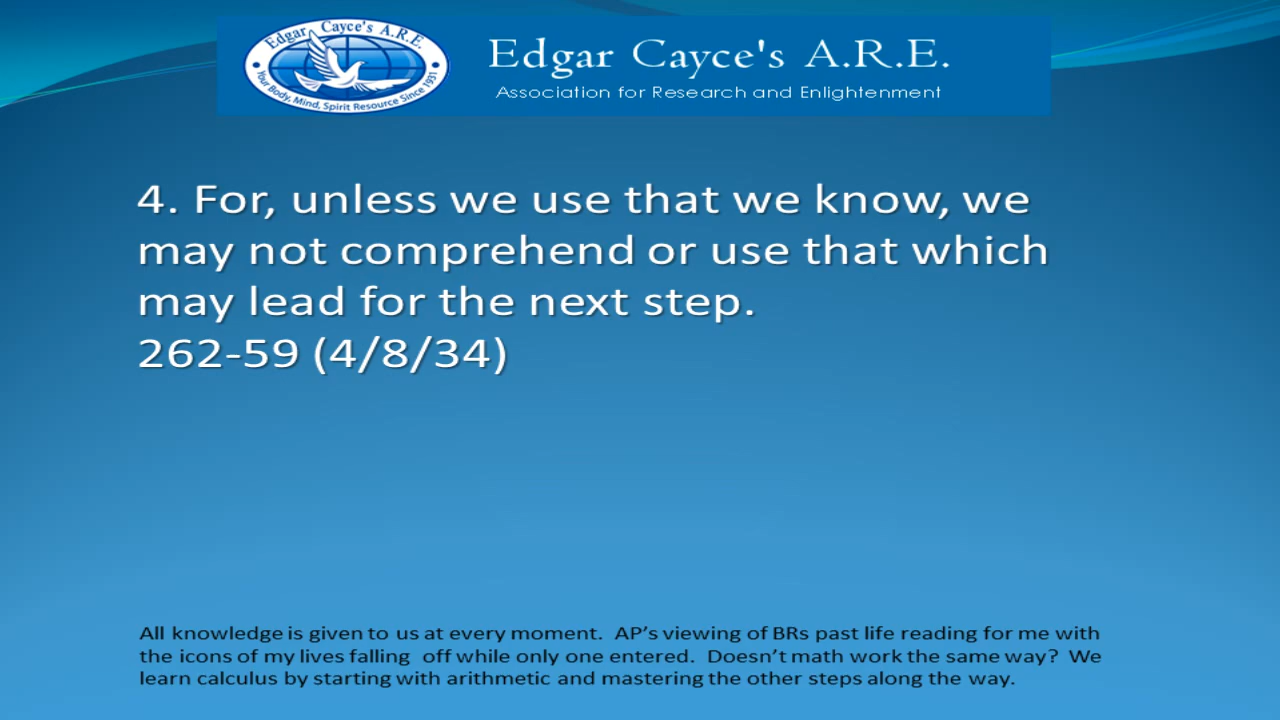 Edgar Cayce's A.R.E.
Your Body, Mind, Spirit Resource Since 1931
Edgar Cayce's A.R.E.
Association for Research and Enlightenment
4. For, unless we use that we know, we
may not comprehend or use that which
may lead for the next step.
262-59 (4/8/34)
All knowledge is given to us at every moment.  AP’s viewing of BRs past life reading for me with
the icons of my lives falling  off while only one entered.  Doesn’t math work the same way?  We
learn calculus by starting with arithmetic and mastering the other steps along the way.